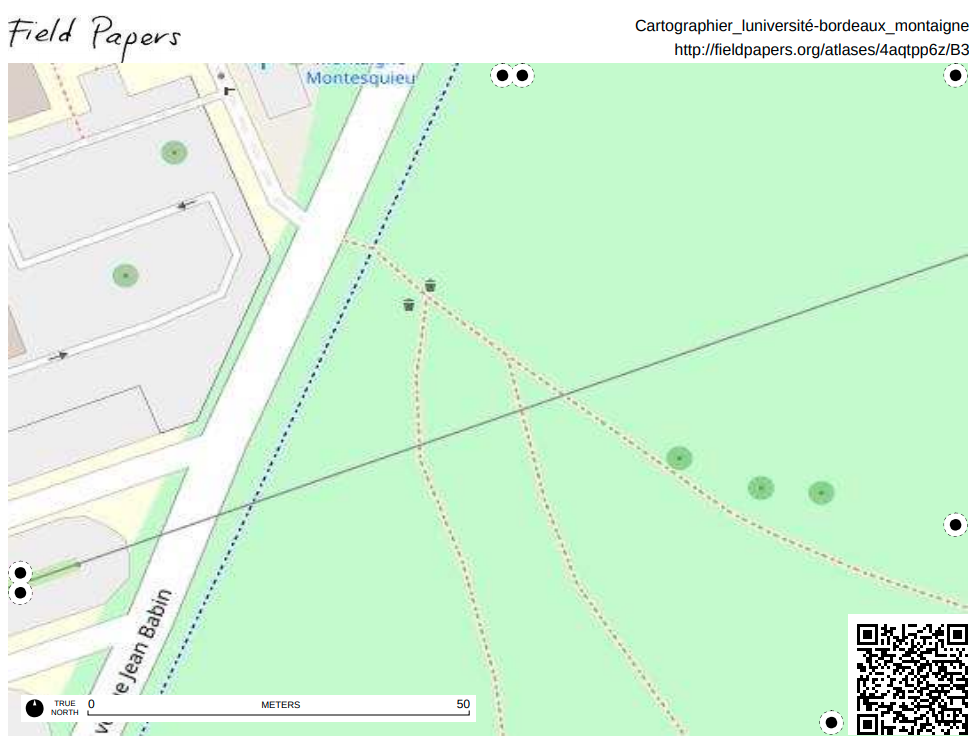 Field Papers
Cartographier_luniversité-bordeaux_montaigne
http://fieldpapers.org/atlases/4aqtpp6z/B3
Montesquieu
Jean Babin
TRUE
NORTH
0
METERS
50